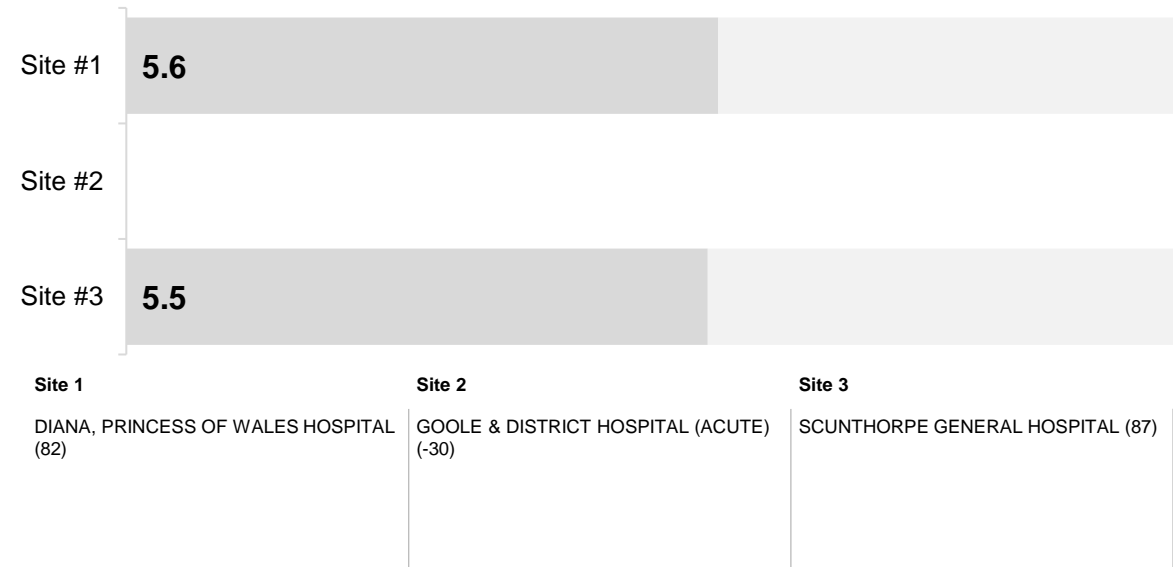 Site #1
5.6
Site #2
Site #3
5.5
Site 1
DIANA, PRINCESS OF WALES HOSPITAL
(82)
Site 2
GOOLE & DISTRICT HOSPITAL (ACUTE)
(-30)
Site 3
SCUNTHORPE GENERAL HOSPITAL (87)